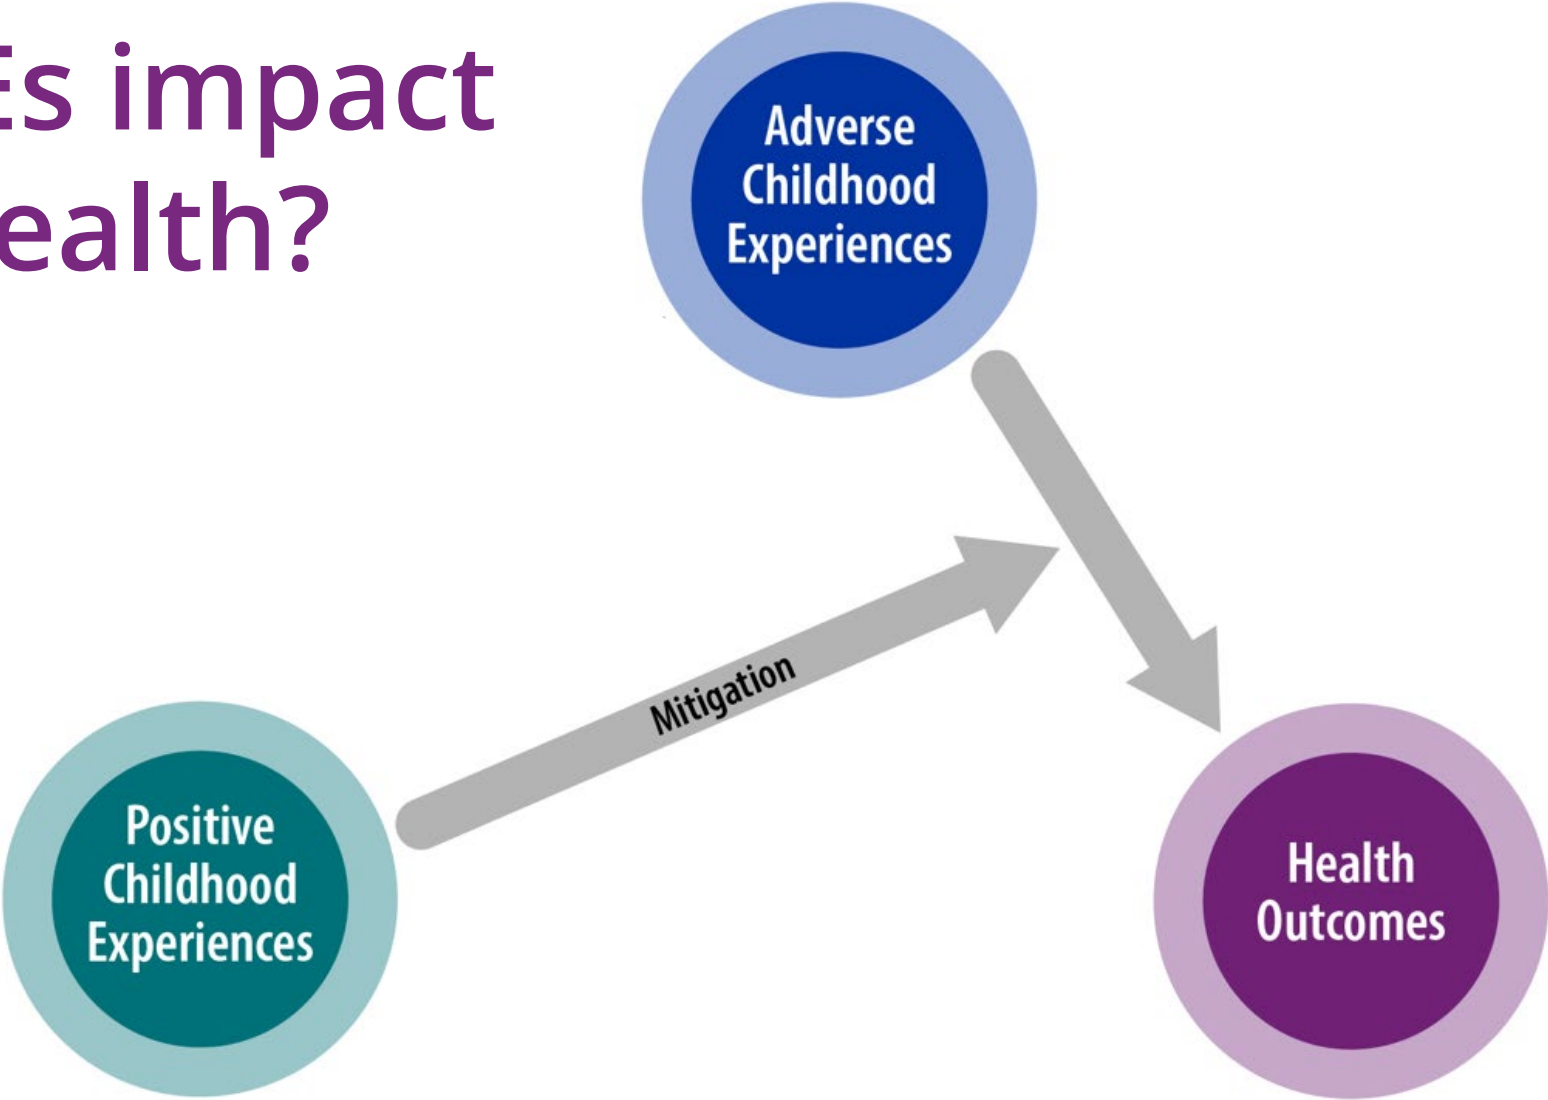 Es impact
ealth?
Adverse
Childhood
Experiences
Mitigation
Positive
Childhood
Experiences
Health
Outcomes